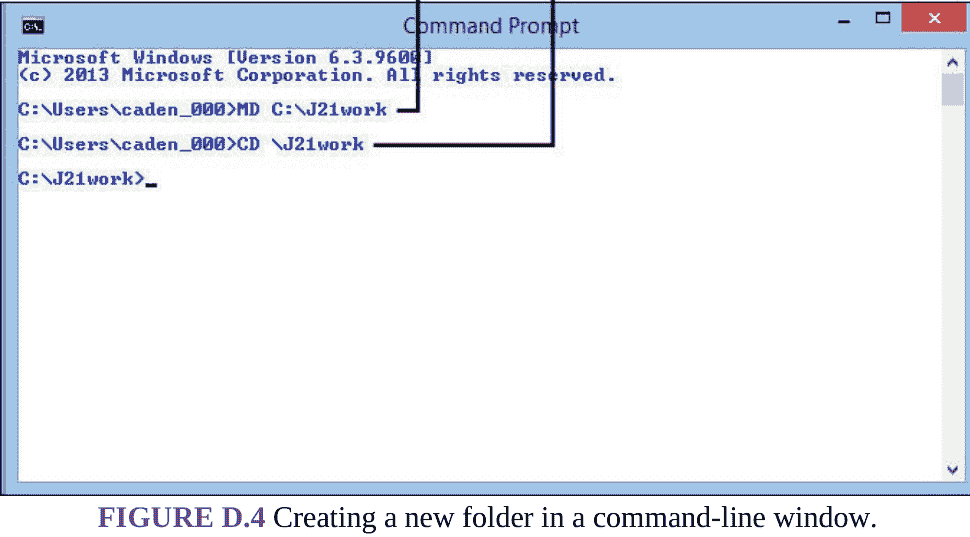 Command Prompt
Microsoft Windows [Version 6.3.9600]
(c) 2013 Microsoft Corporation. All rights reserved.
C:\Users\caden_000>MD C:\J21work
C:\Users\caden_000>CD \J21work
C:\J21work>_
FIGURE D.4 Creating a new folder in a command-line window.